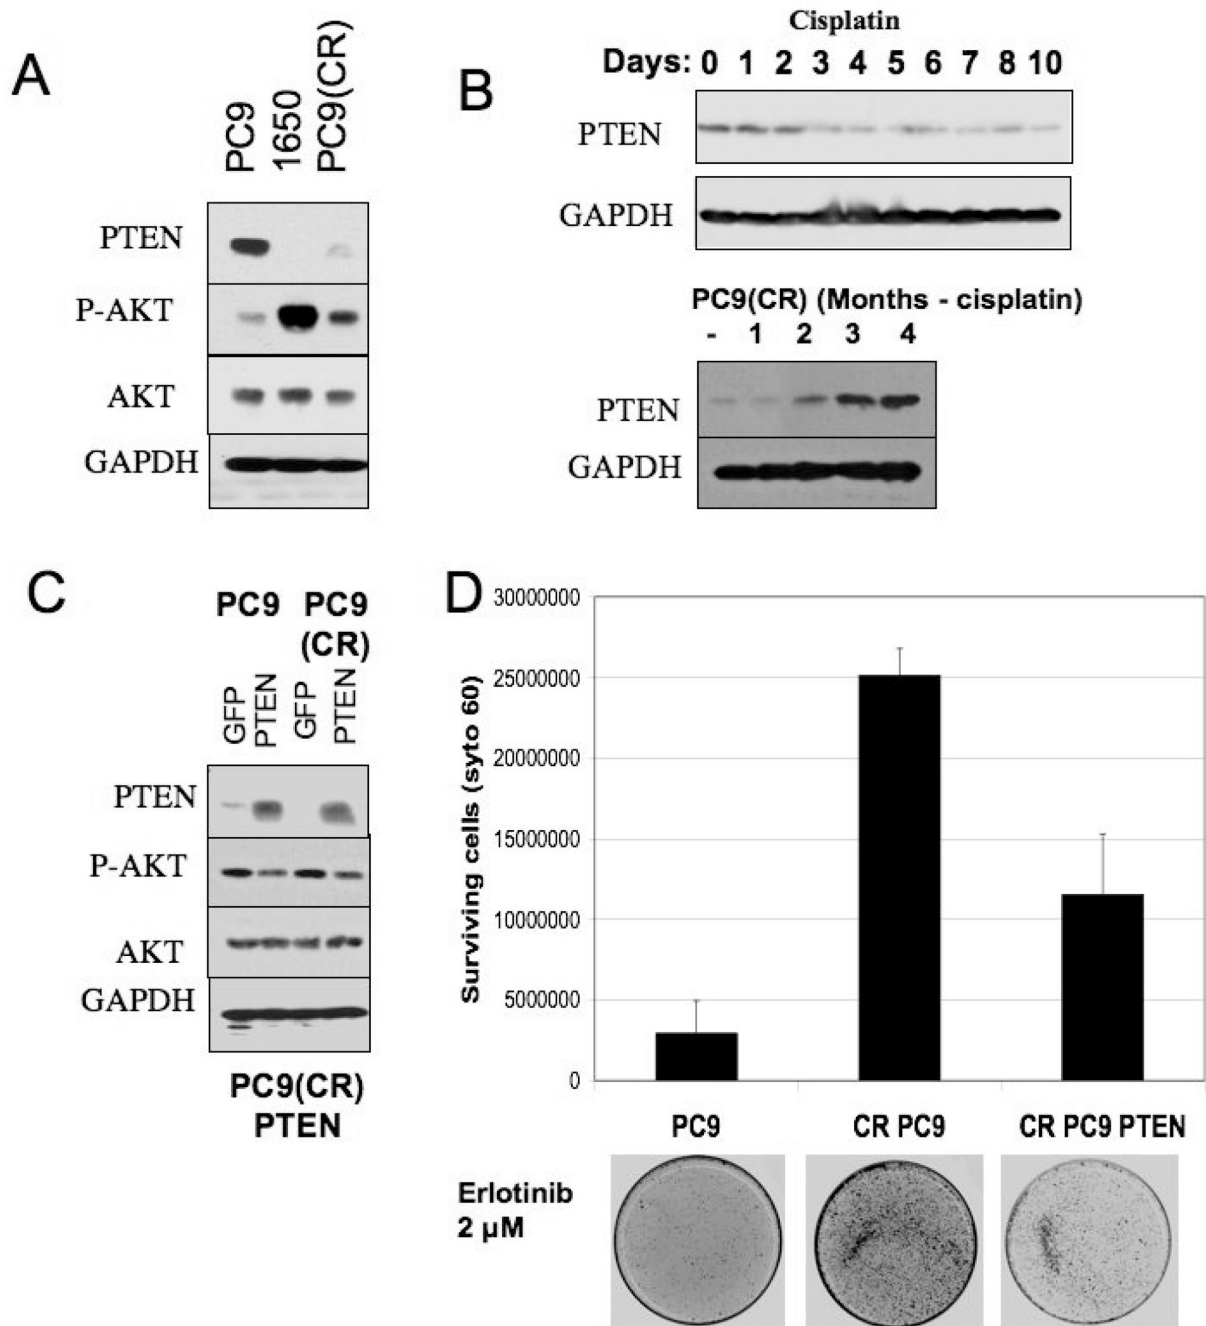 A
PC9
1650
PC9(CR)
PTEN
P-AKT
AKT
GAPDH
B
Cisplatin
Days: 0 1 2 3 4 5 6 7 8 10
PTEN
GAPDH
PC9(CR) (Months - cisplatin)
- 1 2 3 4
PTEN
GAPDH
C
PC9 PC9
(CR)
GFP
PTEN
GFP
PTEN
PTEN
P-AKT
AKT
GAPDH
PC9(CR)
PTEN
D
Surviving cells (syto 60)
30000000
25000000
20000000
15000000
10000000
5000000
0
PC9 CR PC9 CR PC9 PTEN
Erlotinib
2 µM